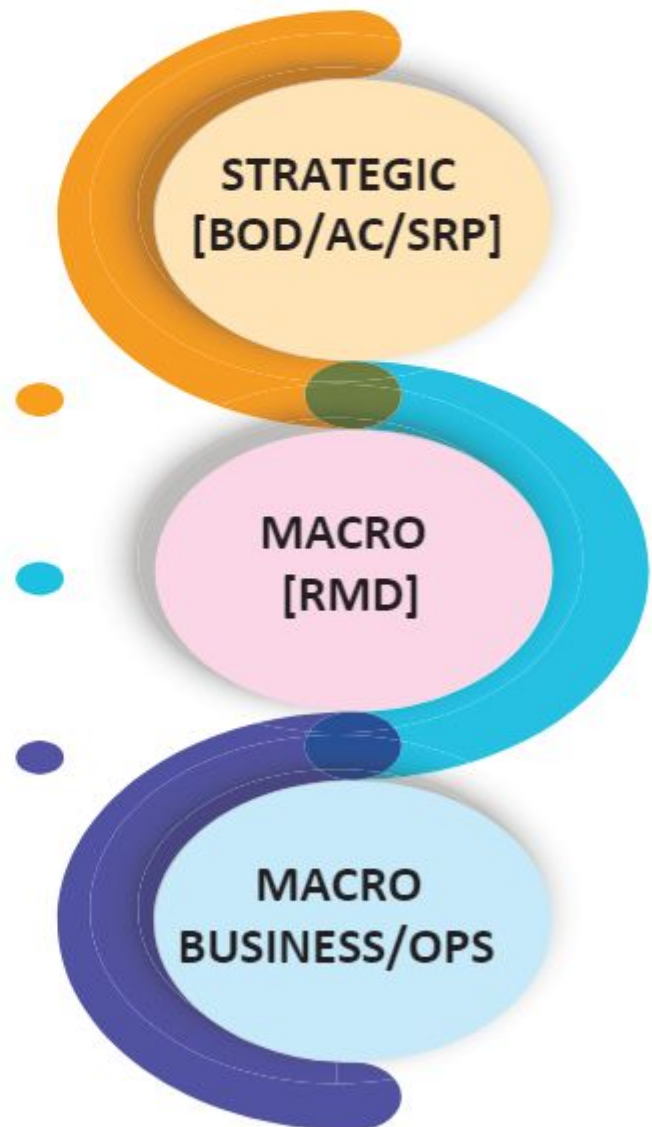 STRATEGIC
[BOD/AC/SRP]
MACRO
[RMD]
MACRO
BUSINESS/OPS